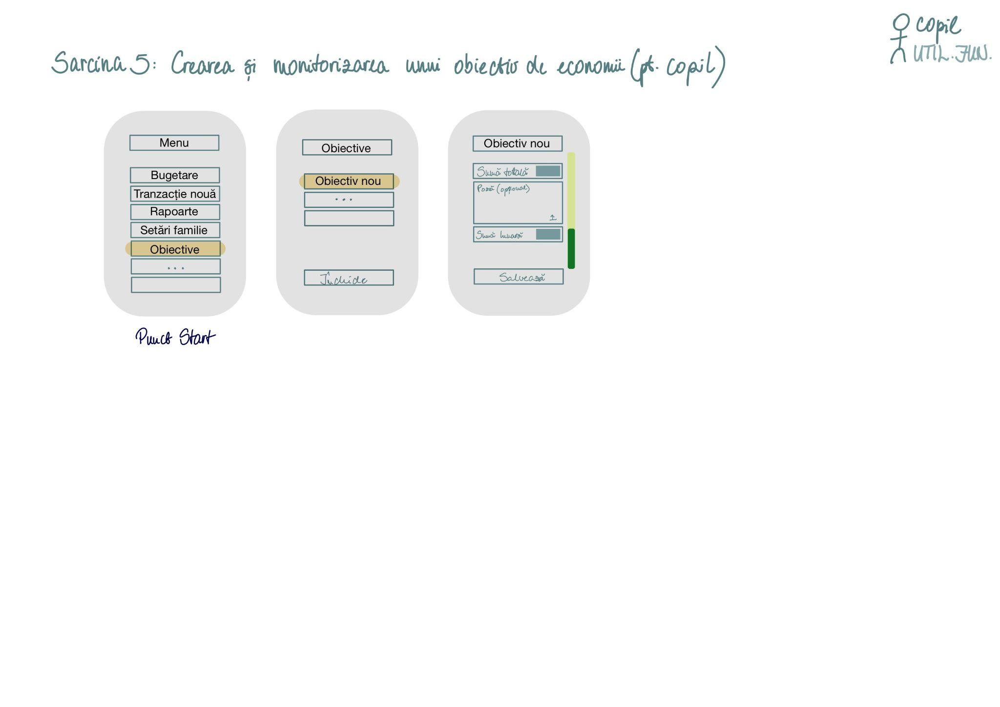 copil
UTIL. JUN.
Sarcina 5: Crearea și monitorizarea unui obiectiv de economii (pt. copil)
Menu
Bugetare
Tranzacție nouă
Rapoarte
Setări familie
Obiective
...
Punct Start
Obiective
Obiectiv nou
...
Închide
Obiectiv nou
Sumă totală
Poză (opțional)
Sumă lunară
Salvează